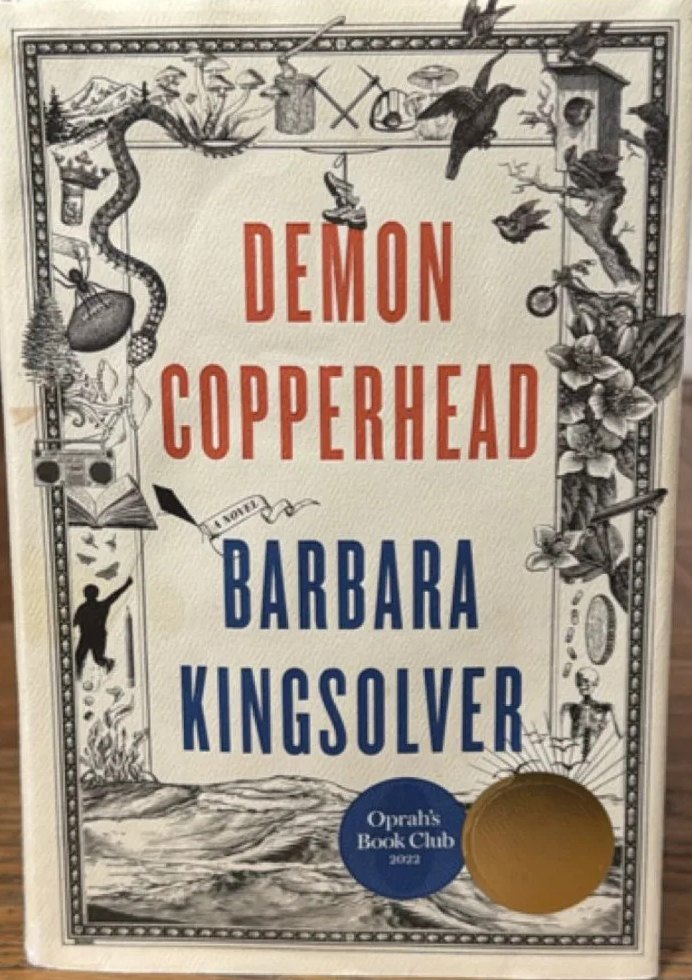 DEMON
COPPERHEAD
A NOVEL
BARBARA
KINGSOLVER
Oprah's
Book Club
2022